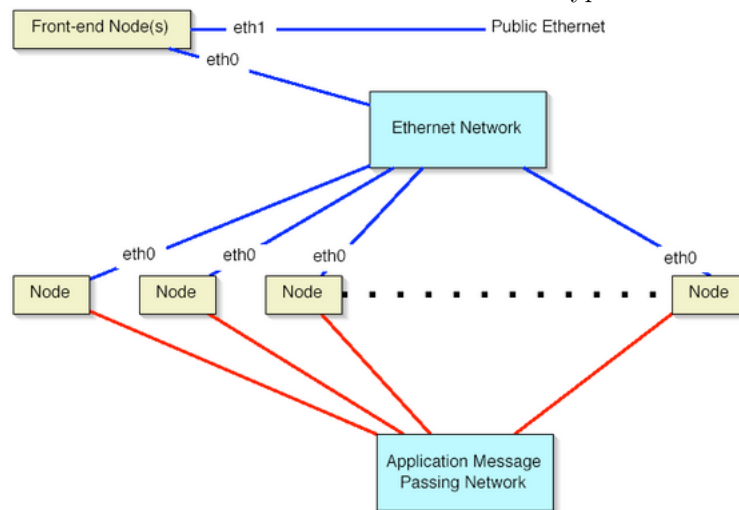 Front-end Node(s)
eth1
Public Ethernet
eth0
Ethernet Network
eth0
eth0
eth0
eth0
Node
Node
Node
Node
Application Message
Passing Network